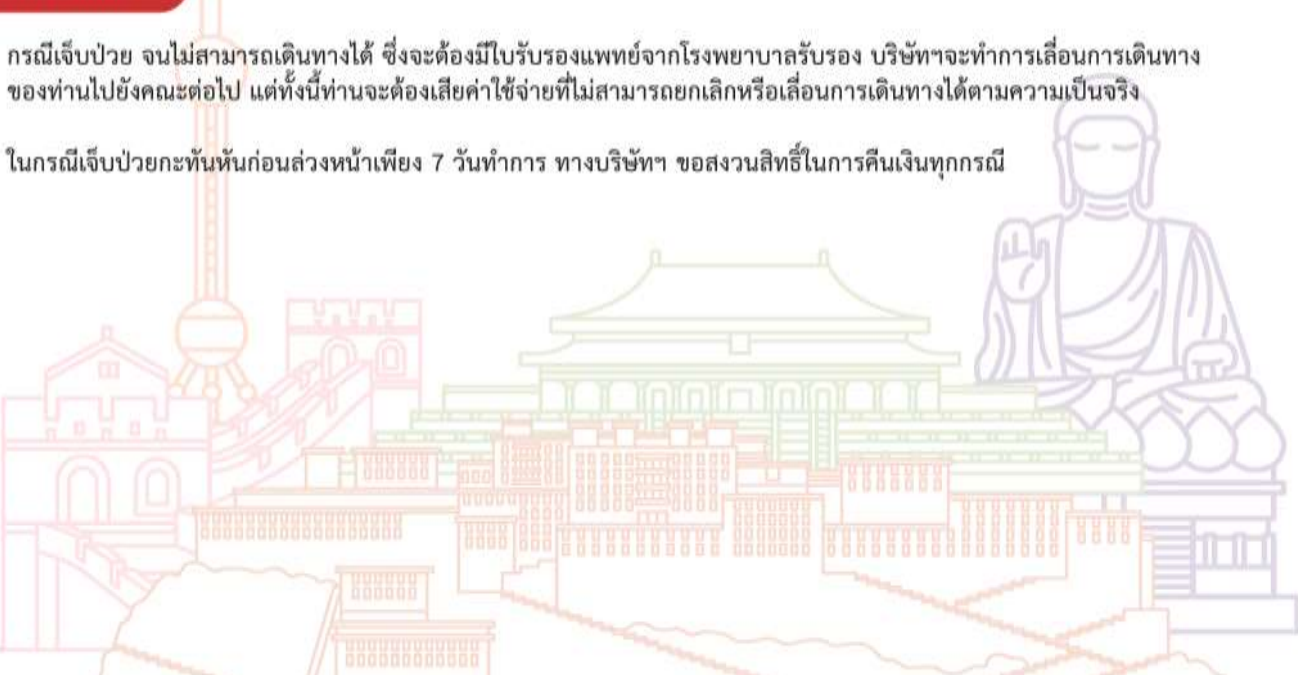 กรณีเจ็บป่วย จนไม่สามารถเดินทางได้ ซึ่งจะต้องมีใบรับรองแพทย์จากโรงพยาบาลรับรอง บริษัทฯจะทำการเลื่อนการเดินทาง
ของท่านไปยังคณะต่อไป แต่ทั้งนี้ท่านจะต้องเสียค่าใช้จ่ายที่ไม่สามารถยกเลิกหรือเลื่อนการเดินทางได้ตามความเป็นจริง
ในกรณีเจ็บป่วยกะทันหันก่อนล่วงหน้าเพียง 7 วันทำการ ทางบริษัทฯ ขอสงวนสิทธิ์ในการคืนเงินทุกกรณี